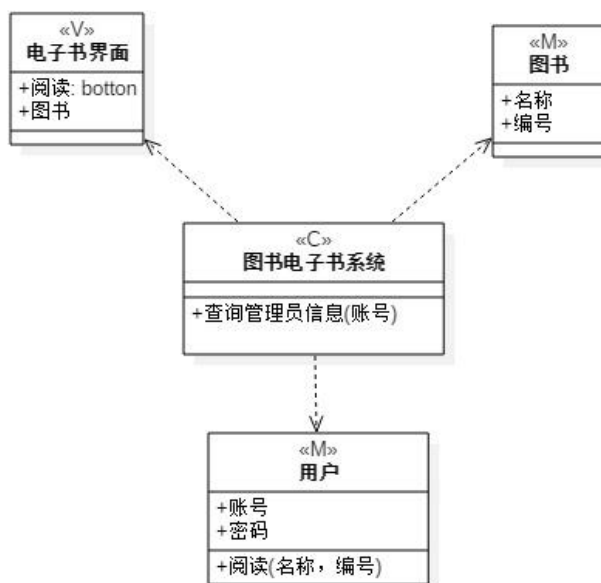 «V»
电子书界面
+阅读: botton
+图书
«M»
图书
+名称
+编号
«C»
图书电子书系统
+查询管理员信息(账号)
«M»
用户
+账号
+密码
+阅读(名称，编号)